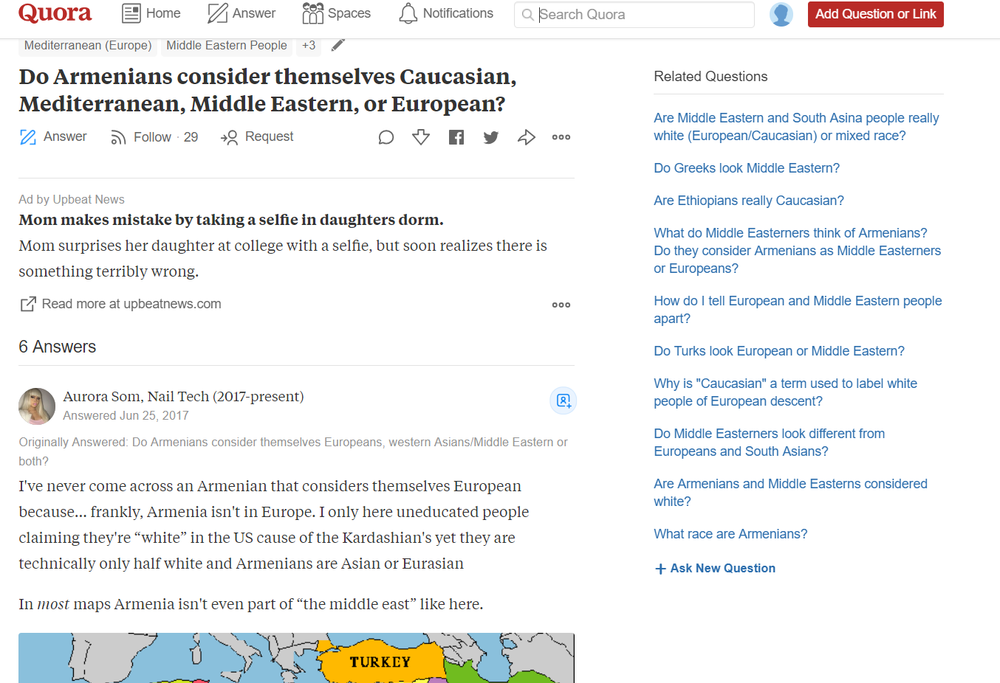 Quora
Home
Answer
Spaces
Notifications
Search Quora
Add Question or Link
Mediterranean (Europe)
Middle Eastern People
+3
Do Armenians consider themselves Caucasian,
Mediterranean, Middle Eastern, or European?
Answer
Follow · 29
Request
Ad by Upbeat News
Mom makes mistake by taking a selfie in daughters dorm.
Mom surprises her daughter at college with a selfie, but soon realizes there is
something terribly wrong.
Read more at upbeatnews.com
6 Answers
Aurora Som, Nail Tech (2017-present)
Answered Jun 25, 2017
Originally Answered: Do Armenians consider themselves Europeans, western Asians/Middle Eastern or
both?
I've never come across an Armenian that considers themselves European
because... frankly, Armenia isn't in Europe. I only here uneducated people
claiming they're “white” in the US cause of the Kardashian's yet they are
technically only half white and Armenians are Asian or Eurasian
In most maps Armenia isn't even part of “the middle east” like here.
TURKEY
Related Questions
Are Middle Eastern and South Asina people really
white (European/Caucasian) or mixed race?
Do Greeks look Middle Eastern?
Are Ethiopians really Caucasian?
What do Middle Easterners think of Armenians?
Do they consider Armenians as Middle Easterners
or Europeans?
How do I tell European and Middle Eastern people
apart?
Do Turks look European or Middle Eastern?
Why is "Caucasian" a term used to label white
people of European descent?
Do Middle Easterners look different from
Europeans and South Asians?
Are Armenians and Middle Easterns considered
white?
What race are Armenians?
+ Ask New Question